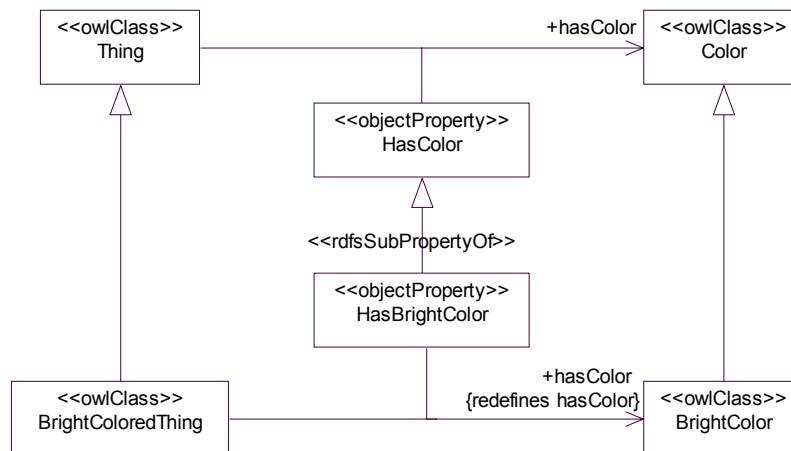 <<owlClass>>
Thing
+hasColor
<<owlClass>>
Color
<<objectProperty>>
HasColor
<<rdfsSubPropertyOf>>
<<objectProperty>>
HasBrightColor
<<owlClass>>
BrightColoredThing
+hasColor
{redefines hasColor}
<<owlClass>>
BrightColor